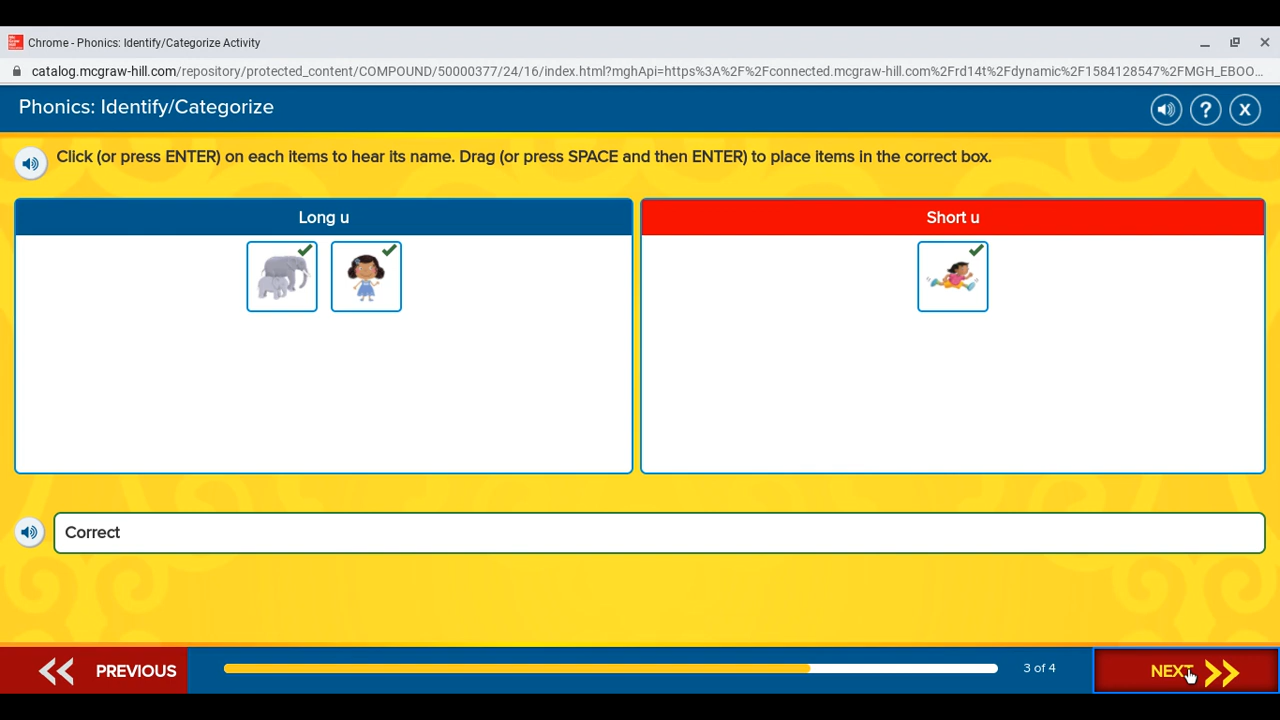 Chrome - Phonics: Identify/Categorize Activity
catalog.mcgraw-hill.com/repository/protected_content/COMPOUND/50000377/24/16/index.html?mghApi=https%3A%2F%2Fconnected.mcgraw-hill.com%2Frd14t%2Fdynamic%2F1584128547%2FMGH_EBOO...
Phonics: Identify/Categorize
?
X
Click (or press ENTER) on each items to hear its name. Drag (or press SPACE and then ENTER) to place items in the correct box.
Long u
Short u
Correct
PREVIOUS
3 of 4
NEXT